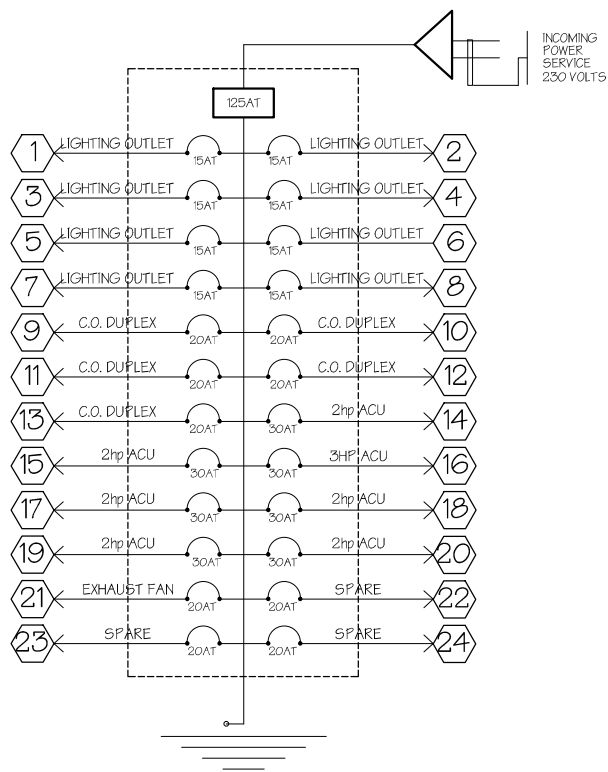 INCOMING
POWER
SERVICE
230 VOLTS
125AT
1 LIGHTING OUTLET 15AT 15AT LIGHTING OUTLET 2
3 LIGHTING OUTLET 15AT 15AT LIGHTING OUTLET 4
5 LIGHTING OUTLET 15AT 15AT LIGHTING OUTLET 6
7 LIGHTING OUTLET 15AT 15AT LIGHTING OUTLET 8
9 C.O. DUPLEX 20AT 20AT C.O. DUPLEX 10
11 C.O. DUPLEX 20AT 20AT C.O. DUPLEX 12
13 C.O. DUPLEX 20AT 30AT 2hp ACU 14
15 2hp ACU 30AT 30AT 3HP ACU 16
17 2hp ACU 30AT 30AT 2hp ACU 18
19 2hp ACU 30AT 30AT 2hp ACU 20
21 EXHAUST FAN 20AT 20AT SPARE 22
23 SPARE 20AT 20AT SPARE 24